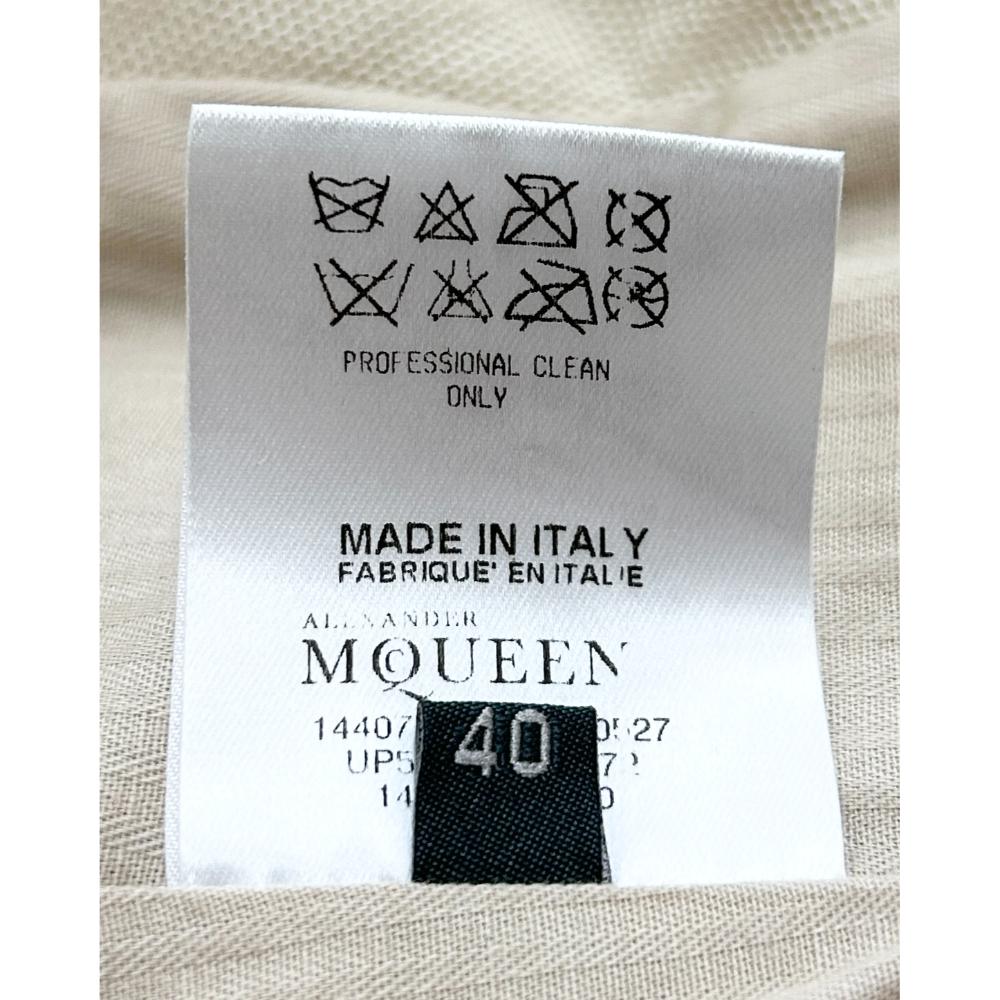 PROFESSIONAL CLEAN
ONLY
MADE IN ITALY
FABRIQUE' EN ITALIE
ALEXANDER
MCQUEEN
40